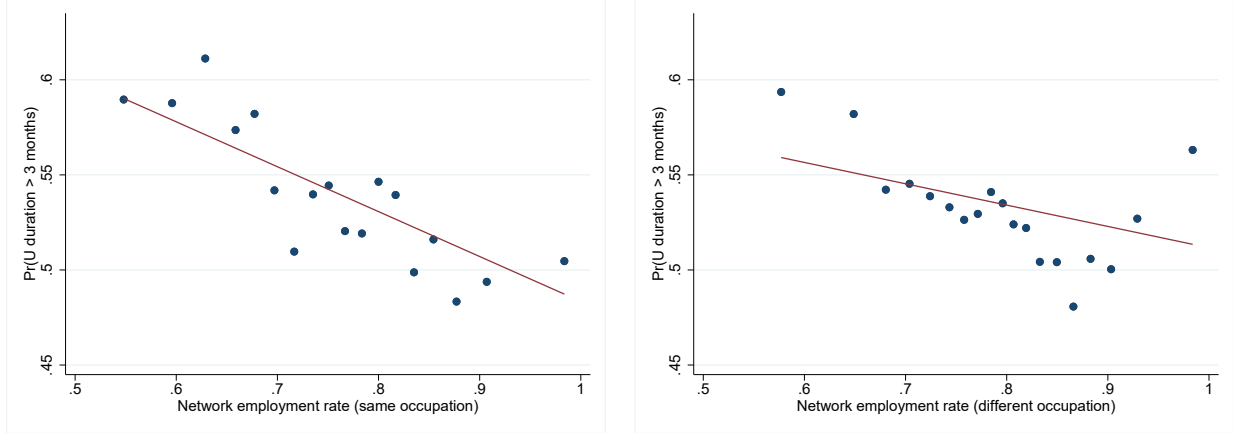 Pr(U duration > 3 months)
.6
.55
.5
.45
.5 .6 .7 .8 .9 1
Network employment rate (same occupation)
Pr(U duration > 3 months)
.6
.55
.5
.45
.5 .6 .7 .8 .9 1
Network employment rate (different occupation)